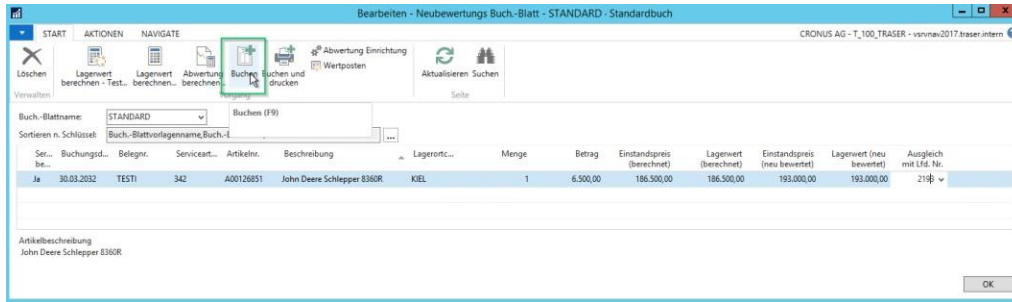 Bearbeiten - Neubewertungs Buch.-Blatt - STANDARD · Standardbuch
START AKTIONEN NAVIGATE
CRONUS AG - T_100_TRASER - vsrvnav2017.traser.intern
Löschen
Lagerwert berechnen - Test...
Lagerwert berechnen...
Abwertung berechnen...
Buchen
Buchen und drucken
Abwertung Einrichtung
Wertposten
Aktualisieren
Suchen
Verwalten
Vorgang
Seite
Buch.-Blattname: STANDARD
Buchen (F9)
Sortieren n. Schlüssel: Buch.-Blattvorlagenname,Buch.-
Ser... be... Buchungsd... Belegnr. Serviceart... Artikelnr. Beschreibung Lagerortc... Menge Betrag Einstandspreis (berechnet) Lagerwert (berechnet) Einstandspreis (neu bewertet) Lagerwert (neu bewertet) Ausgleich mit Lfd. Nr.
Ja 30.03.2032 TESTI 342 A00126851 John Deere Schlepper 8360R KIEL 1 6.500,00 186.500,00 186.500,00 193.000,00 193.000,00
Artikelbeschreibung
John Deere Schlepper 8360R
OK